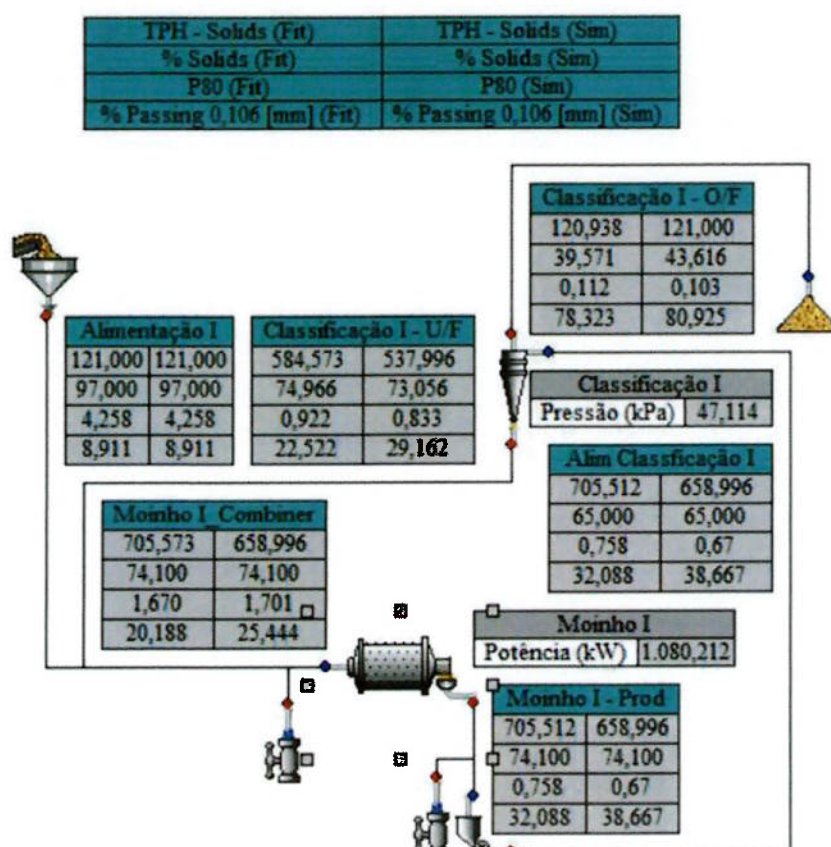 TPH - Solids (Fit) TPH - Solids (Sim)
% Solids (Fit) % Solids (Sim)
P80 (Fit) P80 (Sim)
% Passing 0,106 [mm] (Fit) % Passing 0,106 [mm] (Sim)
Classificação I - O/F
120,938 121,000
39,571 43,616
0,112 0,103
78,323 80,925
Alimentação I
121,000 121,000
97,000 97,000
4,258 4,258
8,911 8,911
Classificação I - U/F
584,573 537,996
74,966 73,056
0,922 0,833
22,522 29,162
Classificação I
Pressão (kPa) 47,114
Alim Classficação I
705,512 658,996
65,000 65,000
0,758 0,67
32,088 38,667
Moinho I_Combiner
705,573 658,996
74,100 74,100
1,670 1,701
20,188 25,444
Moinho I
Potência (kW) 1.080,212
Moinho I - Prod
705,512 658,996
74,100 74,100
0,758 0,67
32,088 38,667